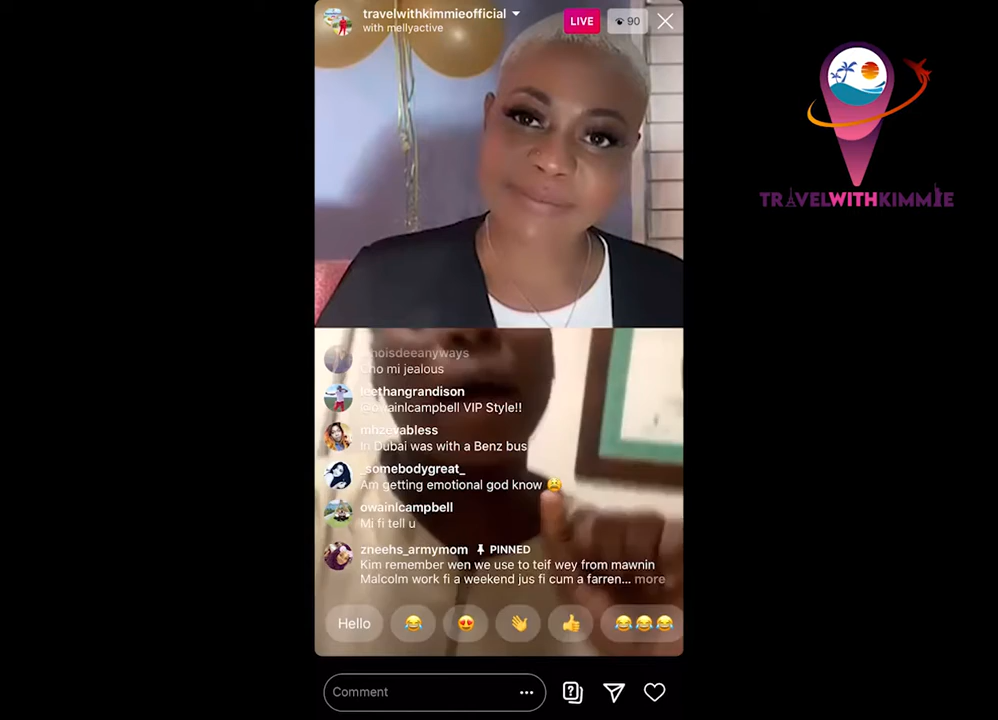 travelwithkimmieofficial
with mellyactive
LIVE
90
TRAVELWITHKIMMIE
hoisdeeanyways
Cho mi jealous
leethangrandison
@owainlcampbell VIP Style!!
mhzevabless
In Dubai was with a Benz bus
_somebodygreat_
Am getting emotional god know 😫
owainlcampbell
Mi fi tell u
zneehs_armymom PINNED
Kim remember wen we use to teif wey from mawnin
Malcolm work fi a weekend jus fi cum a farren... more
Hello
Comment